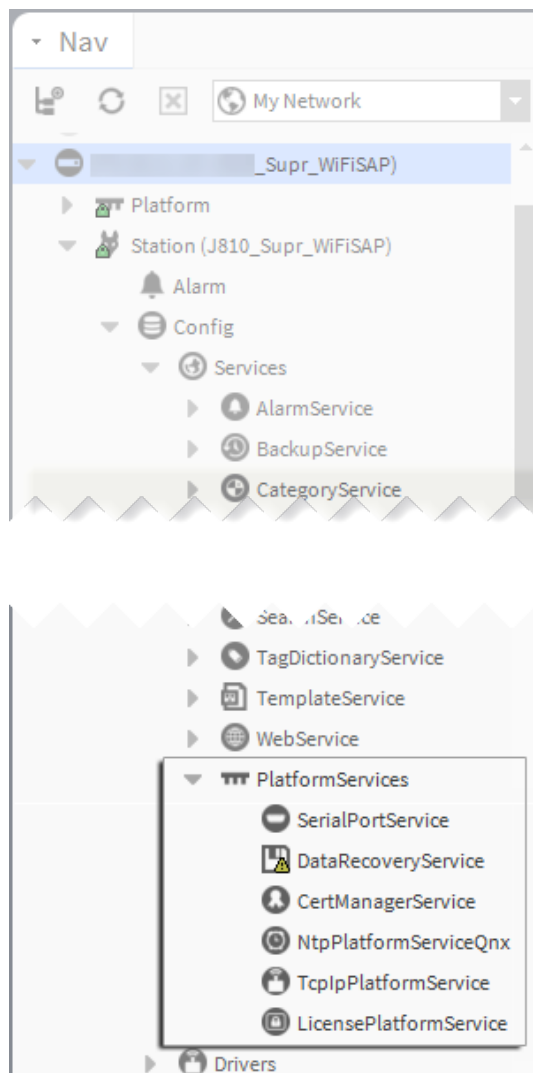 Nav
My Network
_Supr_WiFiSAP)
Platform
Station (J810_Supr_WiFiSAP)
Alarm
Config
Services
AlarmService
BackupService
CategoryService
TagDictionaryService
TemplateService
WebService
PlatformServices
SerialPortService
DataRecoveryService
CertManagerService
NtpPlatformServiceQnx
TcpIpPlatformService
LicensePlatformService
Drivers